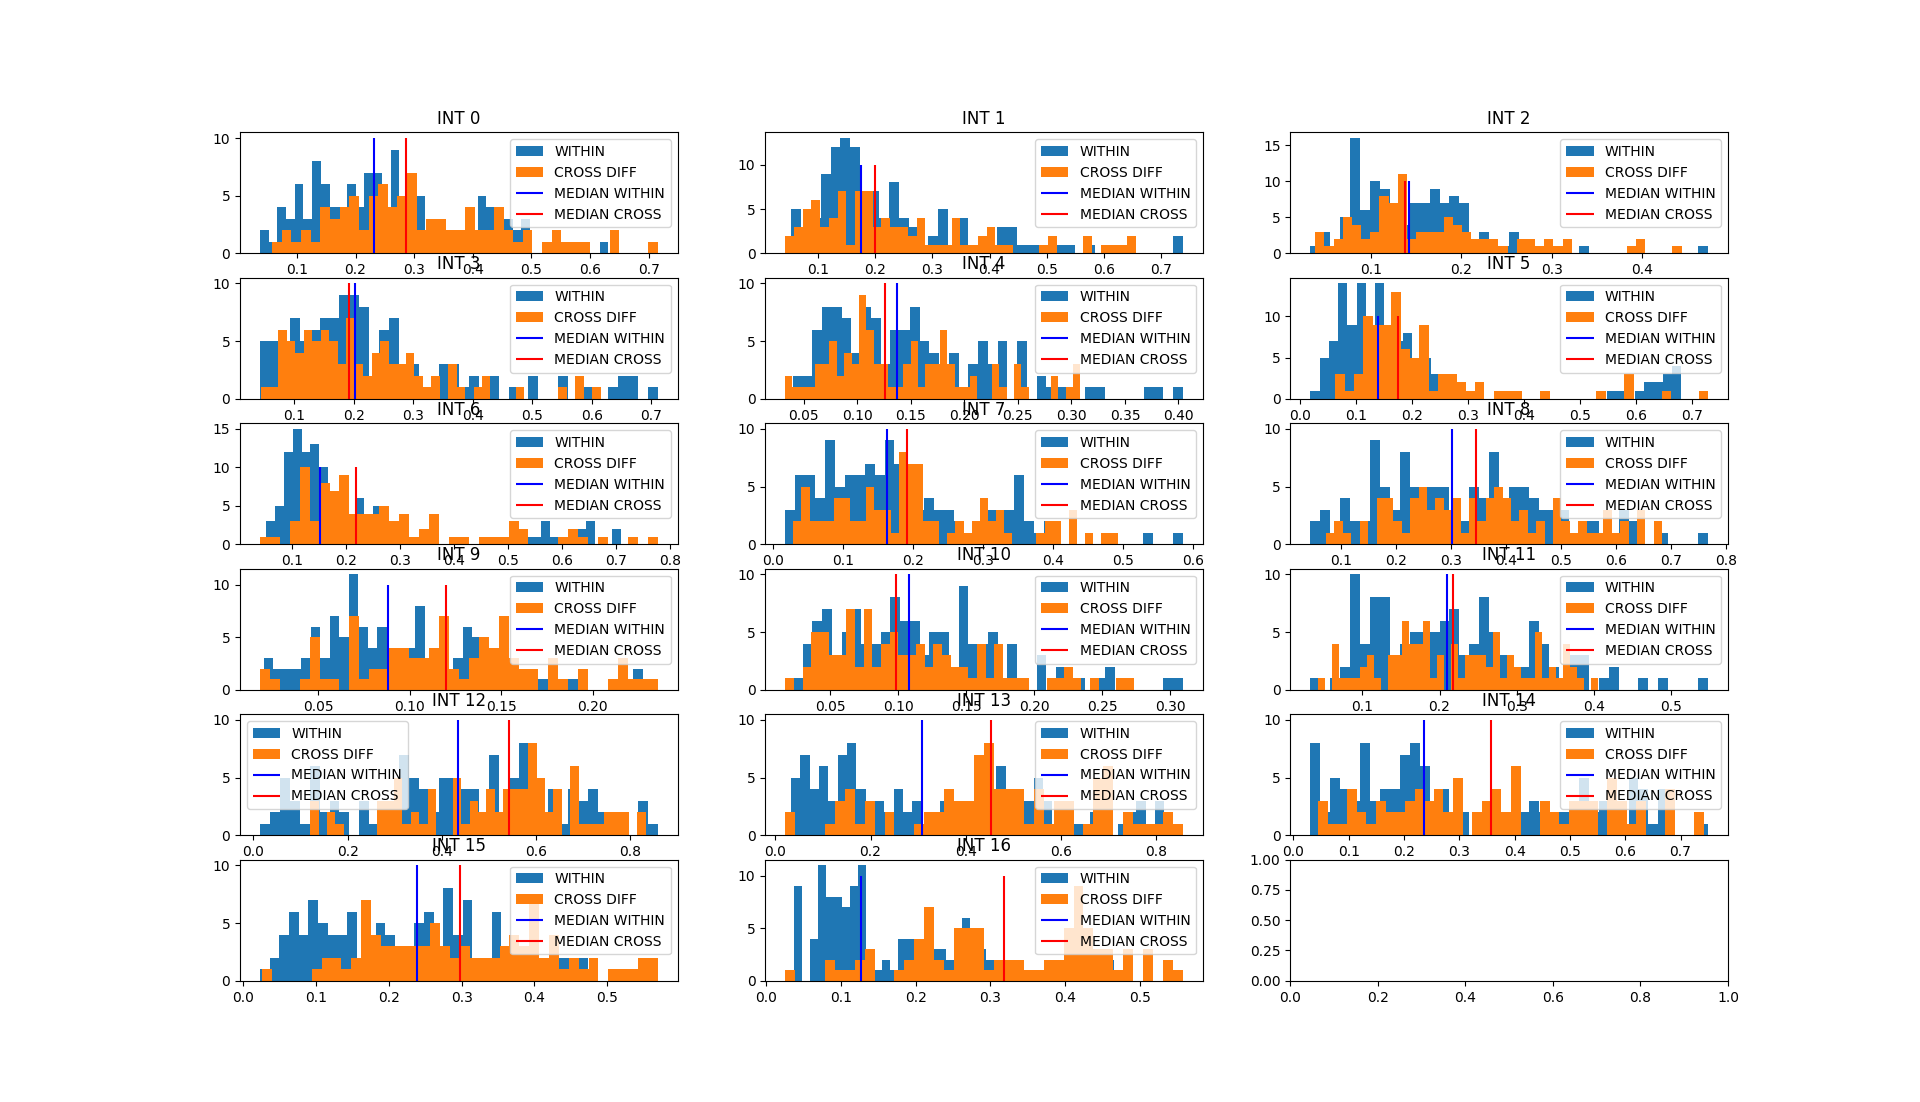 INT 0
10
5
0
WITHIN
CROSS DIFF
MEDIAN WITHIN
MEDIAN CROSS
0.1 0.2 0.3 0.4 0.5 0.6 0.7
INT 1
10
5
0
WITHIN
CROSS DIFF
MEDIAN WITHIN
MEDIAN CROSS
0.1 0.2 0.3 0.4 0.5 0.6 0.7
INT 2
15
10
5
0
WITHIN
CROSS DIFF
MEDIAN WITHIN
MEDIAN CROSS
0.1 0.2 0.3 0.4
INT 3
10
5
0
WITHIN
CROSS DIFF
MEDIAN WITHIN
MEDIAN CROSS
0.1 0.2 0.3 0.4 0.5 0.6 0.7
INT 4
10
5
0
WITHIN
CROSS DIFF
MEDIAN WITHIN
MEDIAN CROSS
0.05 0.10 0.15 0.20 0.25 0.30 0.35 0.40
INT 5
10
5
0
WITHIN
CROSS DIFF
MEDIAN WITHIN
MEDIAN CROSS
0.0 0.1 0.2 0.3 0.4 0.5 0.6 0.7
INT 6
15
10
5
0
WITHIN
CROSS DIFF
MEDIAN WITHIN
MEDIAN CROSS
0.1 0.2 0.3 0.4 0.5 0.6 0.7 0.8
INT 7
10
5
0
WITHIN
CROSS DIFF
MEDIAN WITHIN
MEDIAN CROSS
0.0 0.1 0.2 0.3 0.4 0.5 0.6
INT 8
10
5
0
WITHIN
CROSS DIFF
MEDIAN WITHIN
MEDIAN CROSS
0.1 0.2 0.3 0.4 0.5 0.6 0.7 0.8
INT 9
10
5
0
WITHIN
CROSS DIFF
MEDIAN WITHIN
MEDIAN CROSS
0.05 0.10 0.15 0.20
INT 10
10
5
0
WITHIN
CROSS DIFF
MEDIAN WITHIN
MEDIAN CROSS
0.05 0.10 0.15 0.20 0.25 0.30
INT 11
10
5
0
WITHIN
CROSS DIFF
MEDIAN WITHIN
MEDIAN CROSS
0.1 0.2 0.3 0.4 0.5
INT 12
10
5
0
WITHIN
CROSS DIFF
MEDIAN WITHIN
MEDIAN CROSS
0.0 0.2 0.4 0.6 0.8
INT 13
10
5
0
WITHIN
CROSS DIFF
MEDIAN WITHIN
MEDIAN CROSS
0.0 0.2 0.4 0.6 0.8
INT 14
10
5
0
WITHIN
CROSS DIFF
MEDIAN WITHIN
MEDIAN CROSS
0.0 0.1 0.2 0.3 0.4 0.5 0.6 0.7
INT 15
10
5
0
WITHIN
CROSS DIFF
MEDIAN WITHIN
MEDIAN CROSS
0.0 0.1 0.2 0.3 0.4 0.5
INT 16
10
5
0
WITHIN
CROSS DIFF
MEDIAN WITHIN
MEDIAN CROSS
0.0 0.1 0.2 0.3 0.4 0.5
1.00
0.75
0.50
0.25
0.00
0.0 0.2 0.4 0.6 0.8 1.0